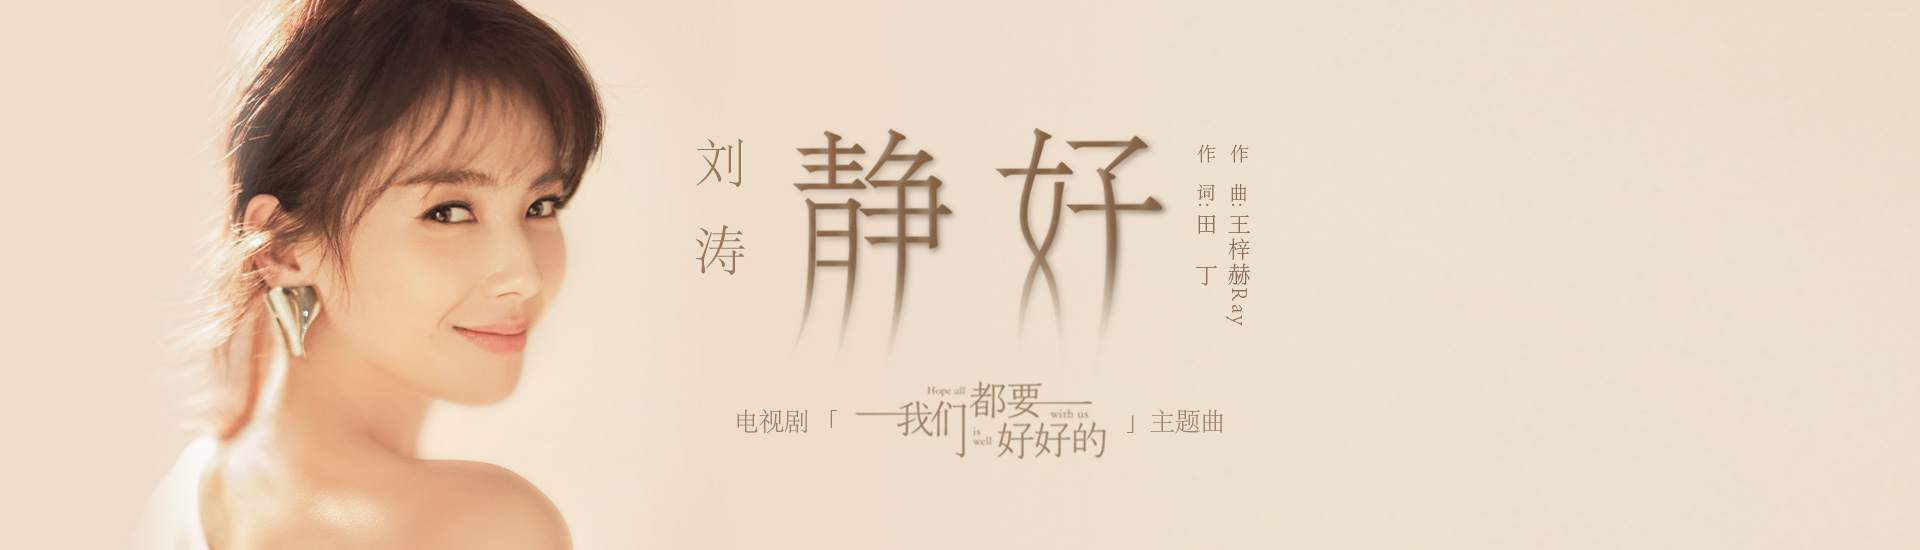 刘涛
静好
作曲:王梓赫Ray
作词:田丁
电视剧「我们都要好好的」主题曲
Hope all is well with us